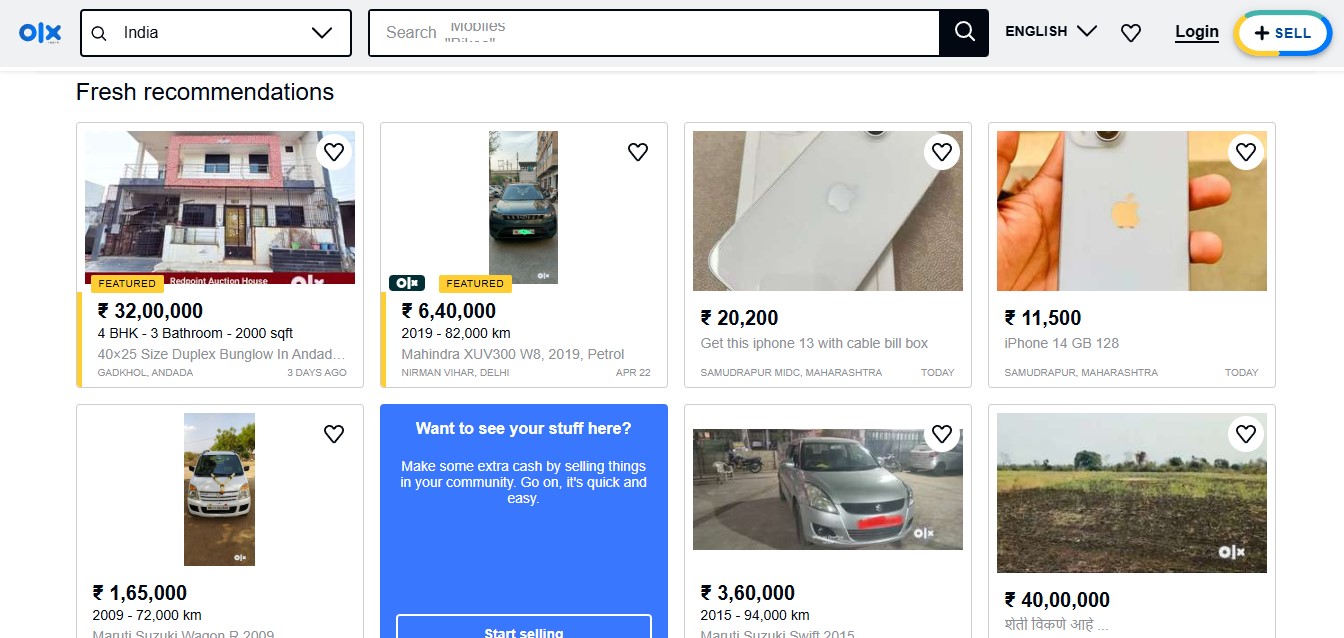 olx
India
Search
"Mobiles
"Bikes"
ENGLISH
Login
+ SELL
Fresh recommendations
Redpoint Auction House
olx
FEATURED
₹ 32,00,000
4 BHK - 3 Bathroom - 2000 sqft
40×25 Size Duplex Bunglow In Andad...
GADKHOL, ANDADA
3 DAYS AGO
olx
olx
FEATURED
₹ 6,40,000
2019 - 82,000 km
Mahindra XUV300 W8, 2019, Petrol
NIRMAN VIHAR, DELHI
APR 22
₹ 20,200
Get this iphone 13 with cable bill box
SAMUDRAPUR MIDC, MAHARASHTRA
TODAY
₹ 11,500
iPhone 14 GB 128
SAMUDRAPUR, MAHARASHTRA
TODAY
olx
₹ 1,65,000
2009 - 72,000 km
Maruti Suzuki Wagon R 2009
Want to see your stuff here?
Make some extra cash by selling things
in your community. Go on, it's quick and
easy.
Start selling
olx
₹ 3,60,000
2015 - 94,000 km
Maruti Suzuki Swift 2015
olx
₹ 40,00,000
शेती विकणे आहे ...